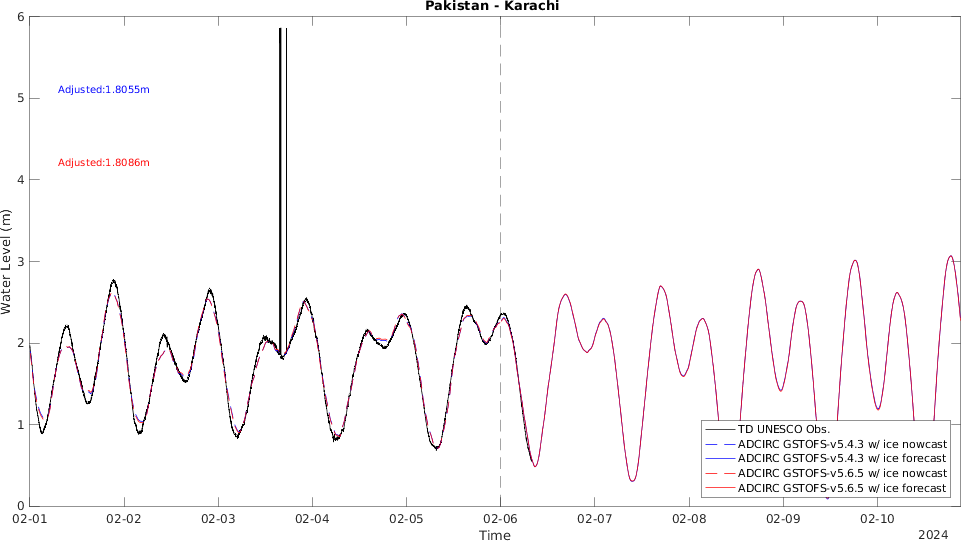 Pakistan - Karachi
6
5
4
3
2
1
0
Water Level (m)
Adjusted:1.8055m
Adjusted:1.8086m
TD UNESCO Obs.
ADCIRC GSTOFS-v5.4.3 w/ ice nowcast
ADCIRC GSTOFS-v5.4.3 w/ ice forecast
ADCIRC GSTOFS-v5.6.5 w/ ice nowcast
ADCIRC GSTOFS-v5.6.5 w/ ice forecast
02-01 02-02 02-03 02-04 02-05 02-06 02-07 02-08 02-09 02-10
Time
2024